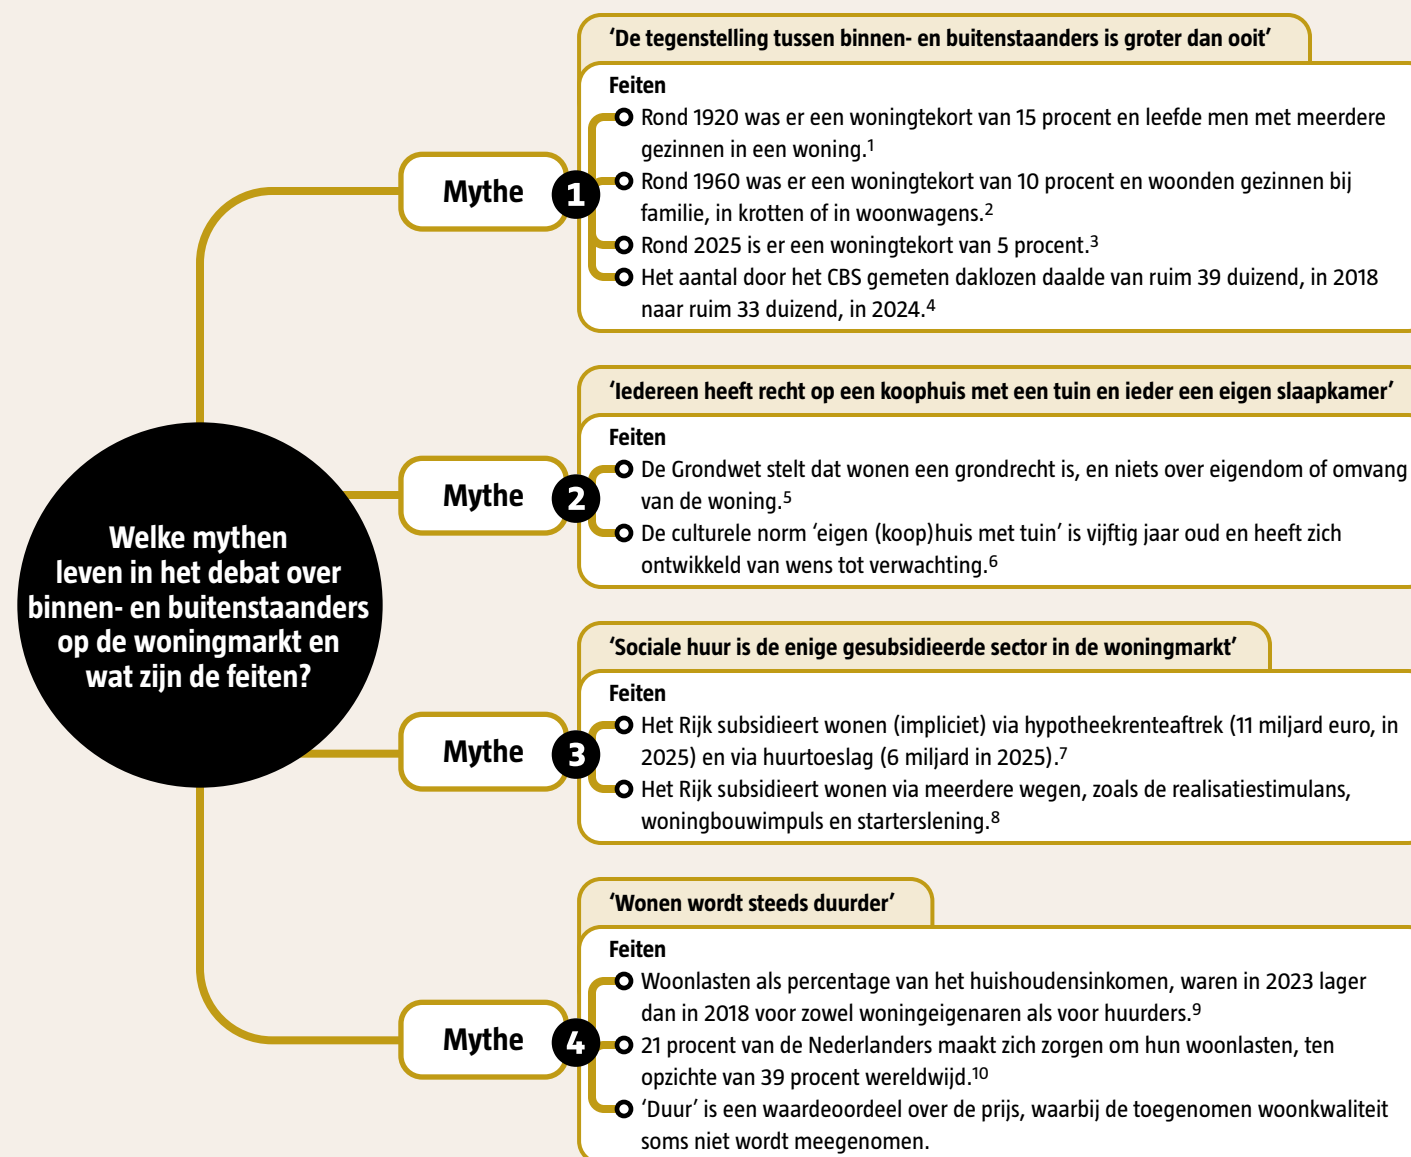 Welke mythen
leven in het debat over
binnen- en buitenstaanders
op de woningmarkt en
wat zijn de feiten?
Mythe 1
‘De tegenstelling tussen binnen- en buitenstaanders is groter dan ooit’
Feiten
Rond 1920 was er een woningtekort van 15 procent en leefde men met meerdere
gezinnen in een woning.1
Rond 1960 was er een woningtekort van 10 procent en woonden gezinnen bij
familie, in krotten of in woonwagens.2
Rond 2025 is er een woningtekort van 5 procent.3
Het aantal door het CBS gemeten daklozen daalde van ruim 39 duizend, in 2018
naar ruim 33 duizend, in 2024.4
Mythe 2
‘Iedereen heeft recht op een koophuis met een tuin en ieder een eigen slaapkamer’
Feiten
De Grondwet stelt dat wonen een grondrecht is, en niets over eigendom of omvang
van de woning.5
De culturele norm ‘eigen (koop)huis met tuin’ is vijftig jaar oud en heeft zich
ontwikkeld van wens tot verwachting.6
Mythe 3
‘Sociale huur is de enige gesubsidieerde sector in de woningmarkt’
Feiten
Het Rijk subsidieert wonen (impliciet) via hypotheekrenteaftrek (11 miljard euro, in
2025) en via huurtoeslag (6 miljard in 2025).7
Het Rijk subsidieert wonen via meerdere wegen, zoals de realisatiestimulans,
woningbouwimpuls en starterslening.8
Mythe 4
‘Wonen wordt steeds duurder’
Feiten
Woonlasten als percentage van het huishoudensinkomen, waren in 2023 lager
dan in 2018 voor zowel woningeigenaren als voor huurders.9
21 procent van de Nederlanders maakt zich zorgen om hun woonlasten, ten
opzichte van 39 procent wereldwijd.10
‘Duur’ is een waardeoordeel over de prijs, waarbij de toegenomen woonkwaliteit
soms niet wordt meegenomen.